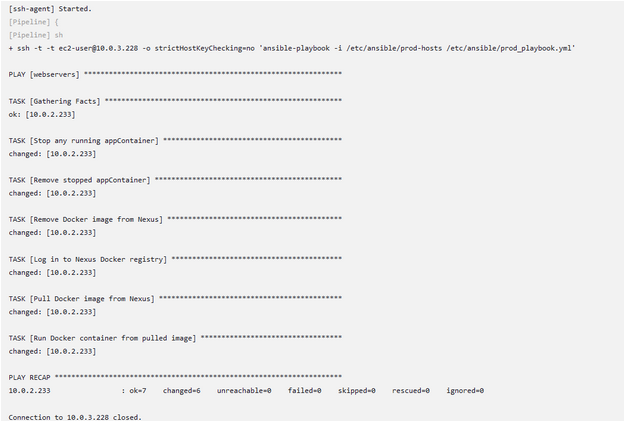 [ssh-agent] Started.
[Pipeline] {
[Pipeline] sh
+ ssh -t -t ec2-user@10.0.3.228 -o strictHostKeyChecking=no 'ansible-playbook -i /etc/ansible/prod-hosts /etc/ansible/prod_playbook.yml'
PLAY [webservers] **************************************************************
TASK [Gathering Facts] *********************************************************
ok: [10.0.2.233]
TASK [Stop any running appContainer] *******************************************
changed: [10.0.2.233]
TASK [Remove stopped appContainer] *********************************************
changed: [10.0.2.233]
TASK [Remove Docker image from Nexus] ******************************************
changed: [10.0.2.233]
TASK [Log in to Nexus Docker registry] *****************************************
changed: [10.0.2.233]
TASK [Pull Docker image from Nexus] ********************************************
changed: [10.0.2.233]
TASK [Run Docker container from pulled image] **********************************
changed: [10.0.2.233]
PLAY RECAP *********************************************************************
10.0.2.233 : ok=7 changed=6 unreachable=0 failed=0 skipped=0 rescued=0 ignored=0
Connection to 10.0.3.228 closed.